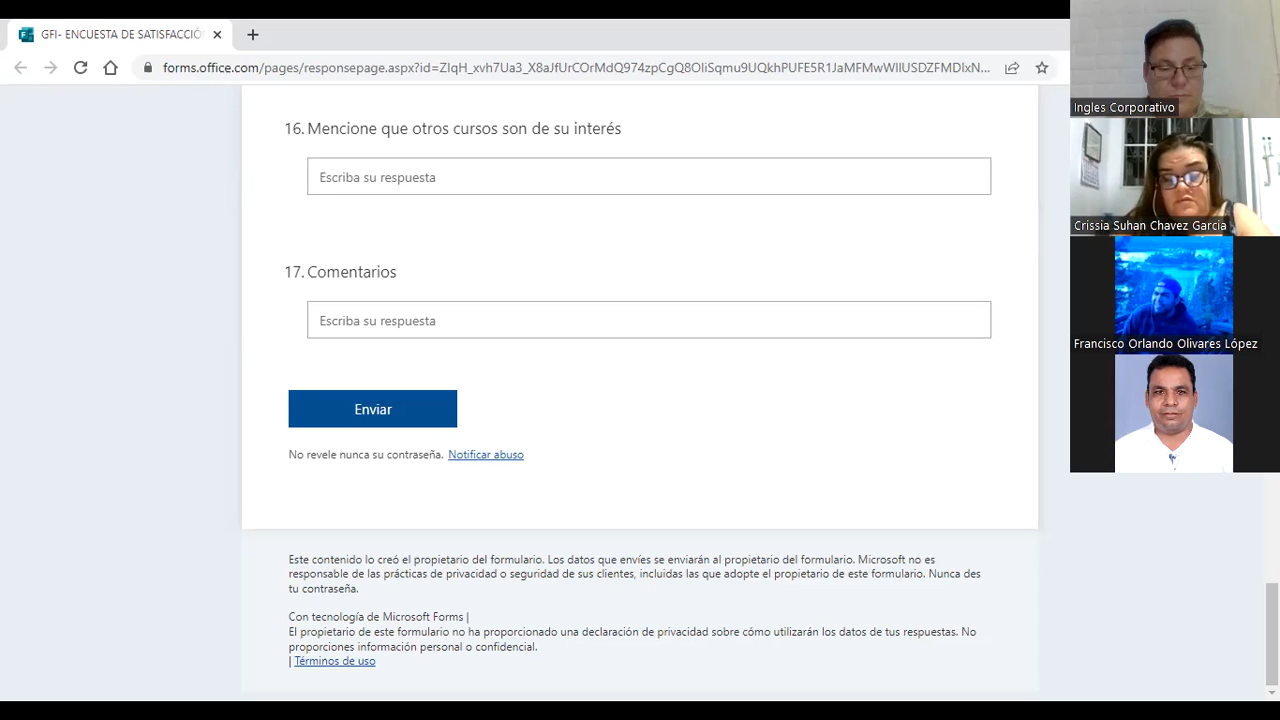 GFI- ENCUESTA DE SATISFACCIÓ
forms.office.com/pages/responsepage.aspx?id=
16. Mencione que otros cursos son de su interés
Escriba su respuesta
17. Comentarios
Escriba su respuesta
Enviar
No revele nunca su contraseña. Notificar abuso
Este contenido lo creó el propietario del formulario. Los datos que envíes se enviarán al propietario del formulario. Microsoft no es
responsable de las prácticas de privacidad o seguridad de sus clientes, incluidas las que adopte el propietario de este formulario. Nunca des
tu contraseña.
Con tecnología de Microsoft Forms |
El propietario de este formulario no ha proporcionado una declaración de privacidad sobre cómo utilizarán los datos de tus respuestas. No
proporciones información personal o confidencial.
| Términos de uso
Ingles Corporativo
Crissia Suhan Chavez Garcia
Francisco Orlando Olivares López